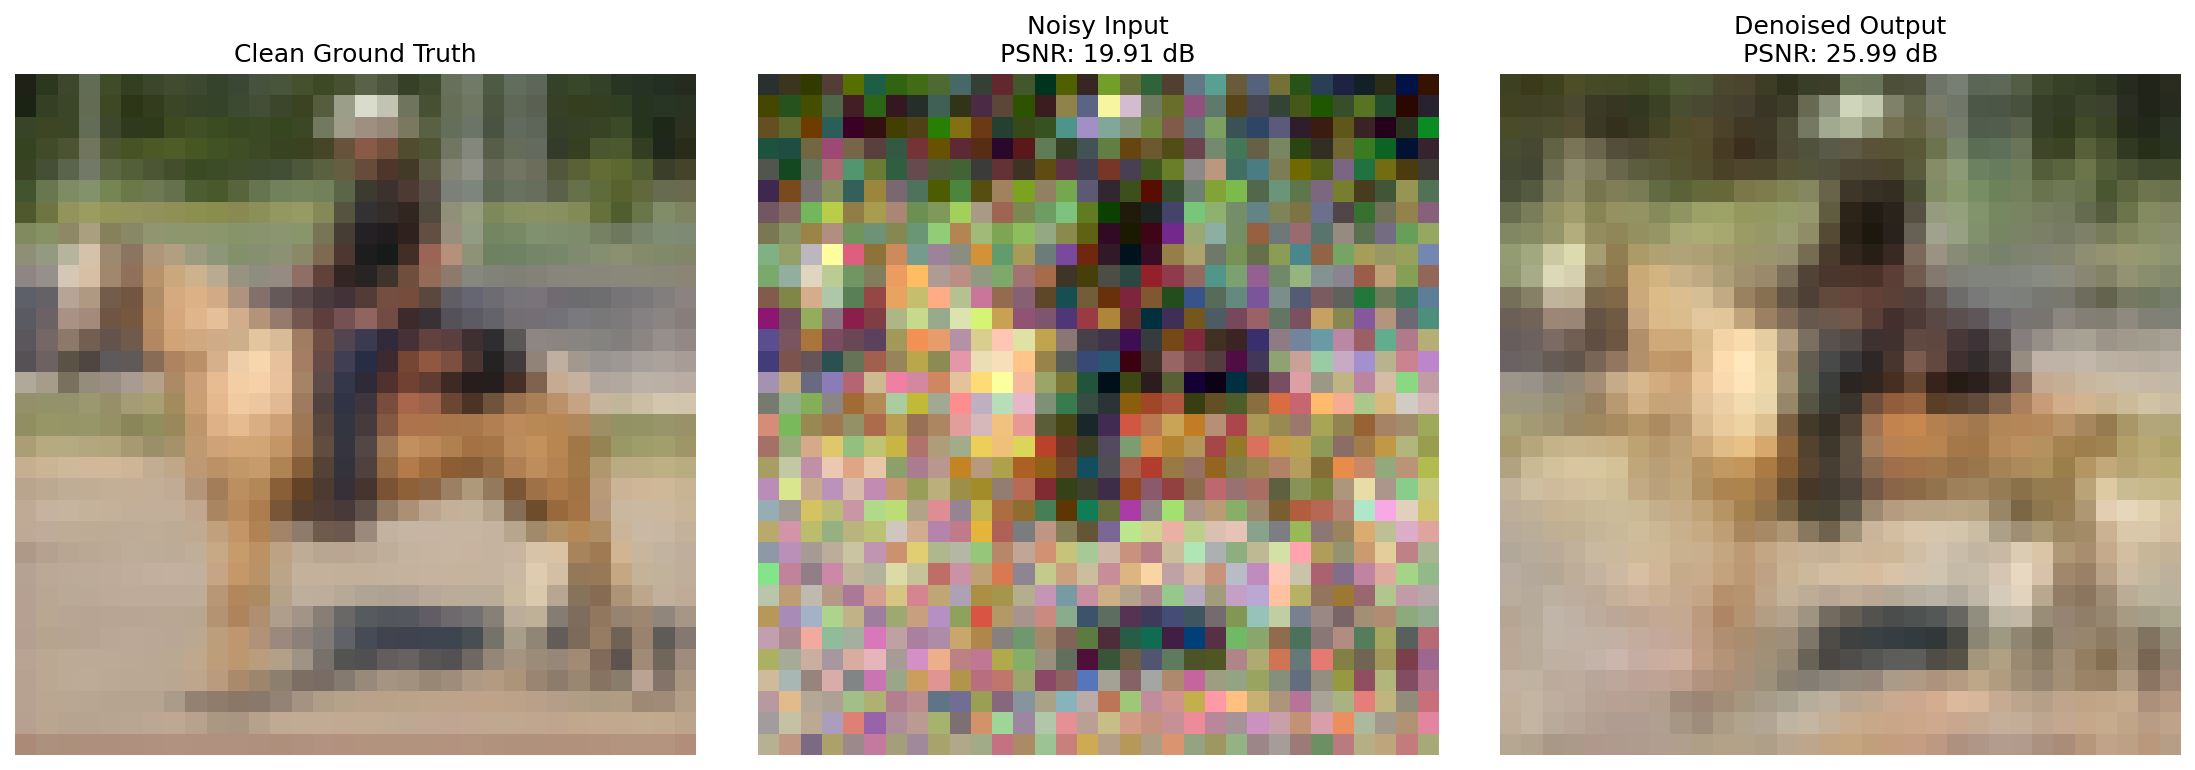 Clean Ground Truth
Noisy Input
PSNR: 19.91 dB
Denoised Output
PSNR: 25.99 dB